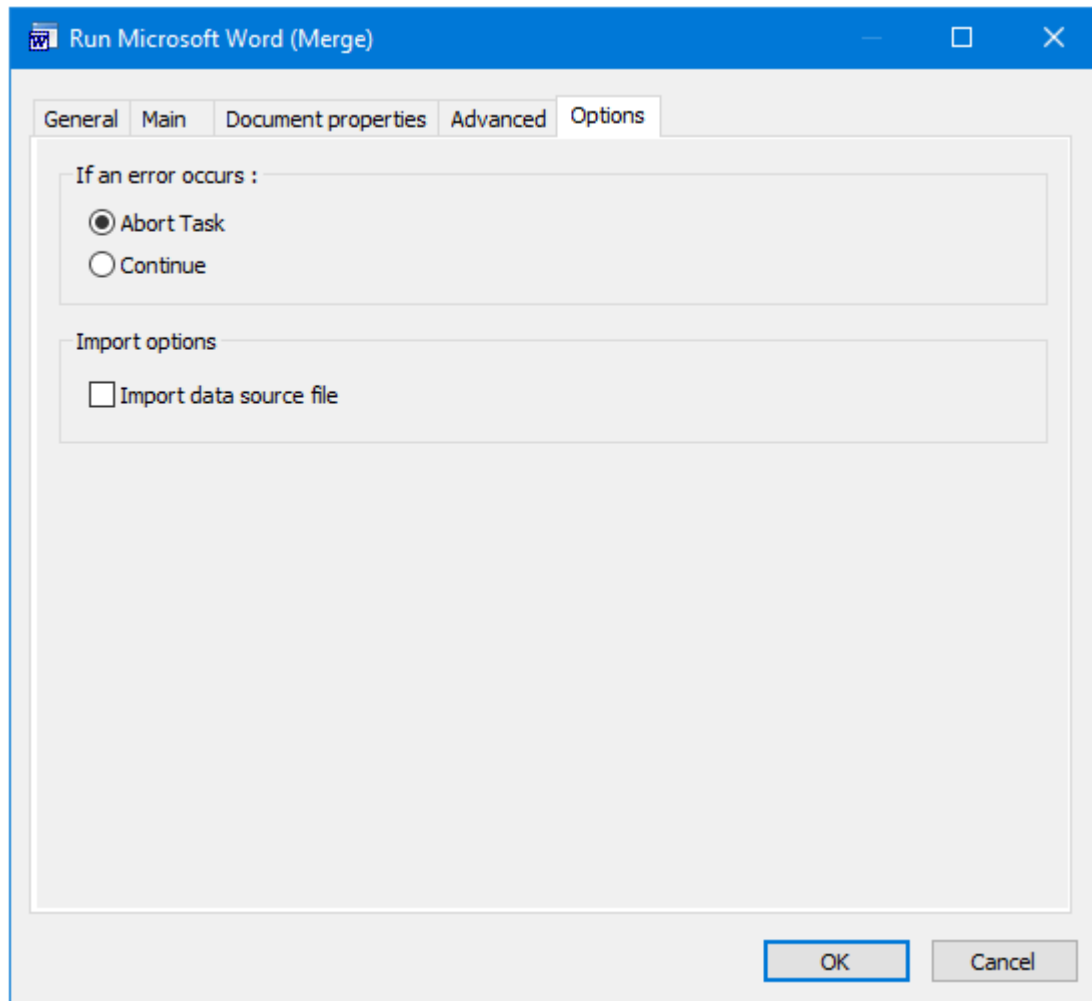 Run Microsoft Word (Merge)
General Main Document properties Advanced Options
If an error occurs :
Abort Task
Continue
Import options
Import data source file
OK Cancel